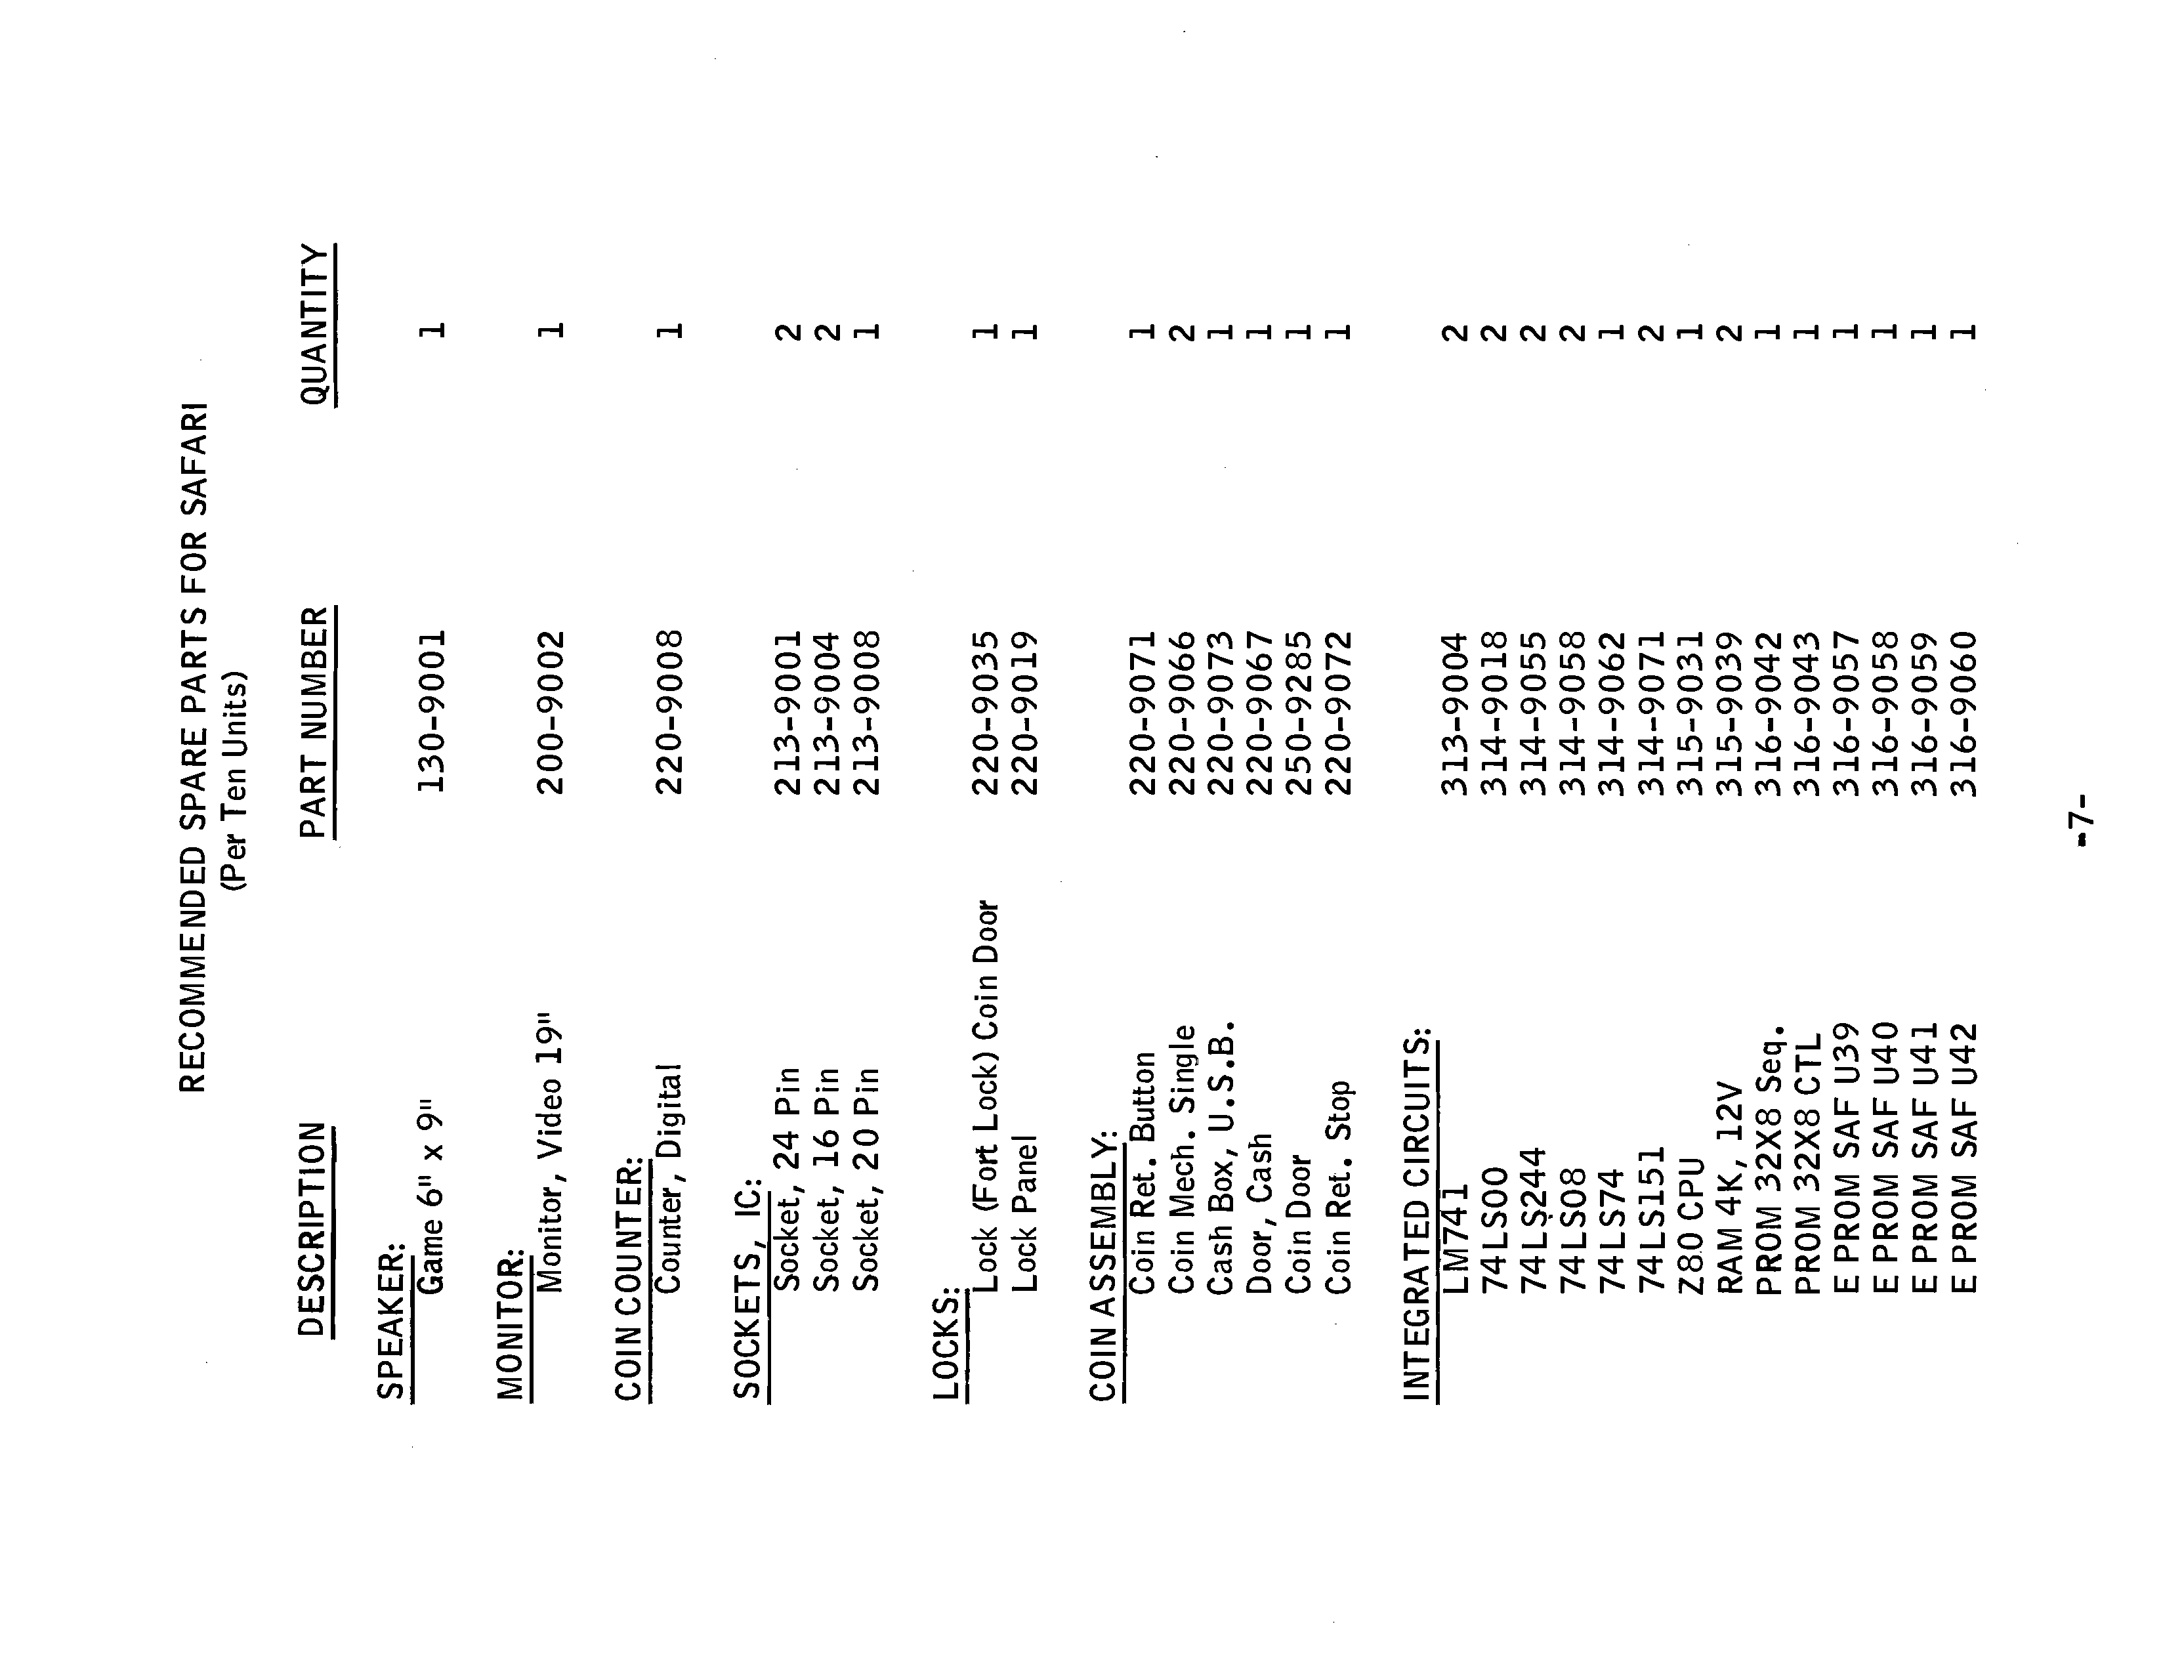 RECOMMENDED SPARE PARTS FOR SAFARI
(Per Ten Units)
DESCRIPTION PART NUMBER QUANTITY
SPEAKER:
Game 6" x 9" 130-9001 1
MONITOR:
Monitor, Video 19" 200-9002 1
COIN COUNTER:
Counter, Digital 220-9008 1
SOCKETS, IC:
Socket, 24 Pin 213-9001 2
Socket, 16 Pin 213-9004 2
Socket, 20 Pin 213-9008 1
LOCKS:
Lock (Fort Lock) Coin Door 220-9035 1
Lock Panel 220-9019 1
COIN ASSEMBLY:
Coin Ret. Button 220-9071 1
Coin Mech. Single 220-9066 2
Cash Box, U.S.B. 220-9073 1
Door, Cash 220-9067 1
Coin Door 250-9285 1
Coin Ret. Stop 220-9072 1
INTEGRATED CIRCUITS:
LM741 313-9004 2
74LS00 314-9018 2
74LS244 314-9055 2
74LS08 314-9058 2
74LS74 314-9062 1
74LS151 314-9071 2
Z80 CPU 315-9031 1
RAM 4K, 12V 315-9039 2
PROM 32X8 Seq. 316-9042 1
PROM 32X8 CTL 316-9043 1
E PROM SAF U39 316-9057 1
E PROM SAF U40 316-9058 1
E PROM SAF U41 316-9059 1
E PROM SAF U42 316-9060 1
-7-